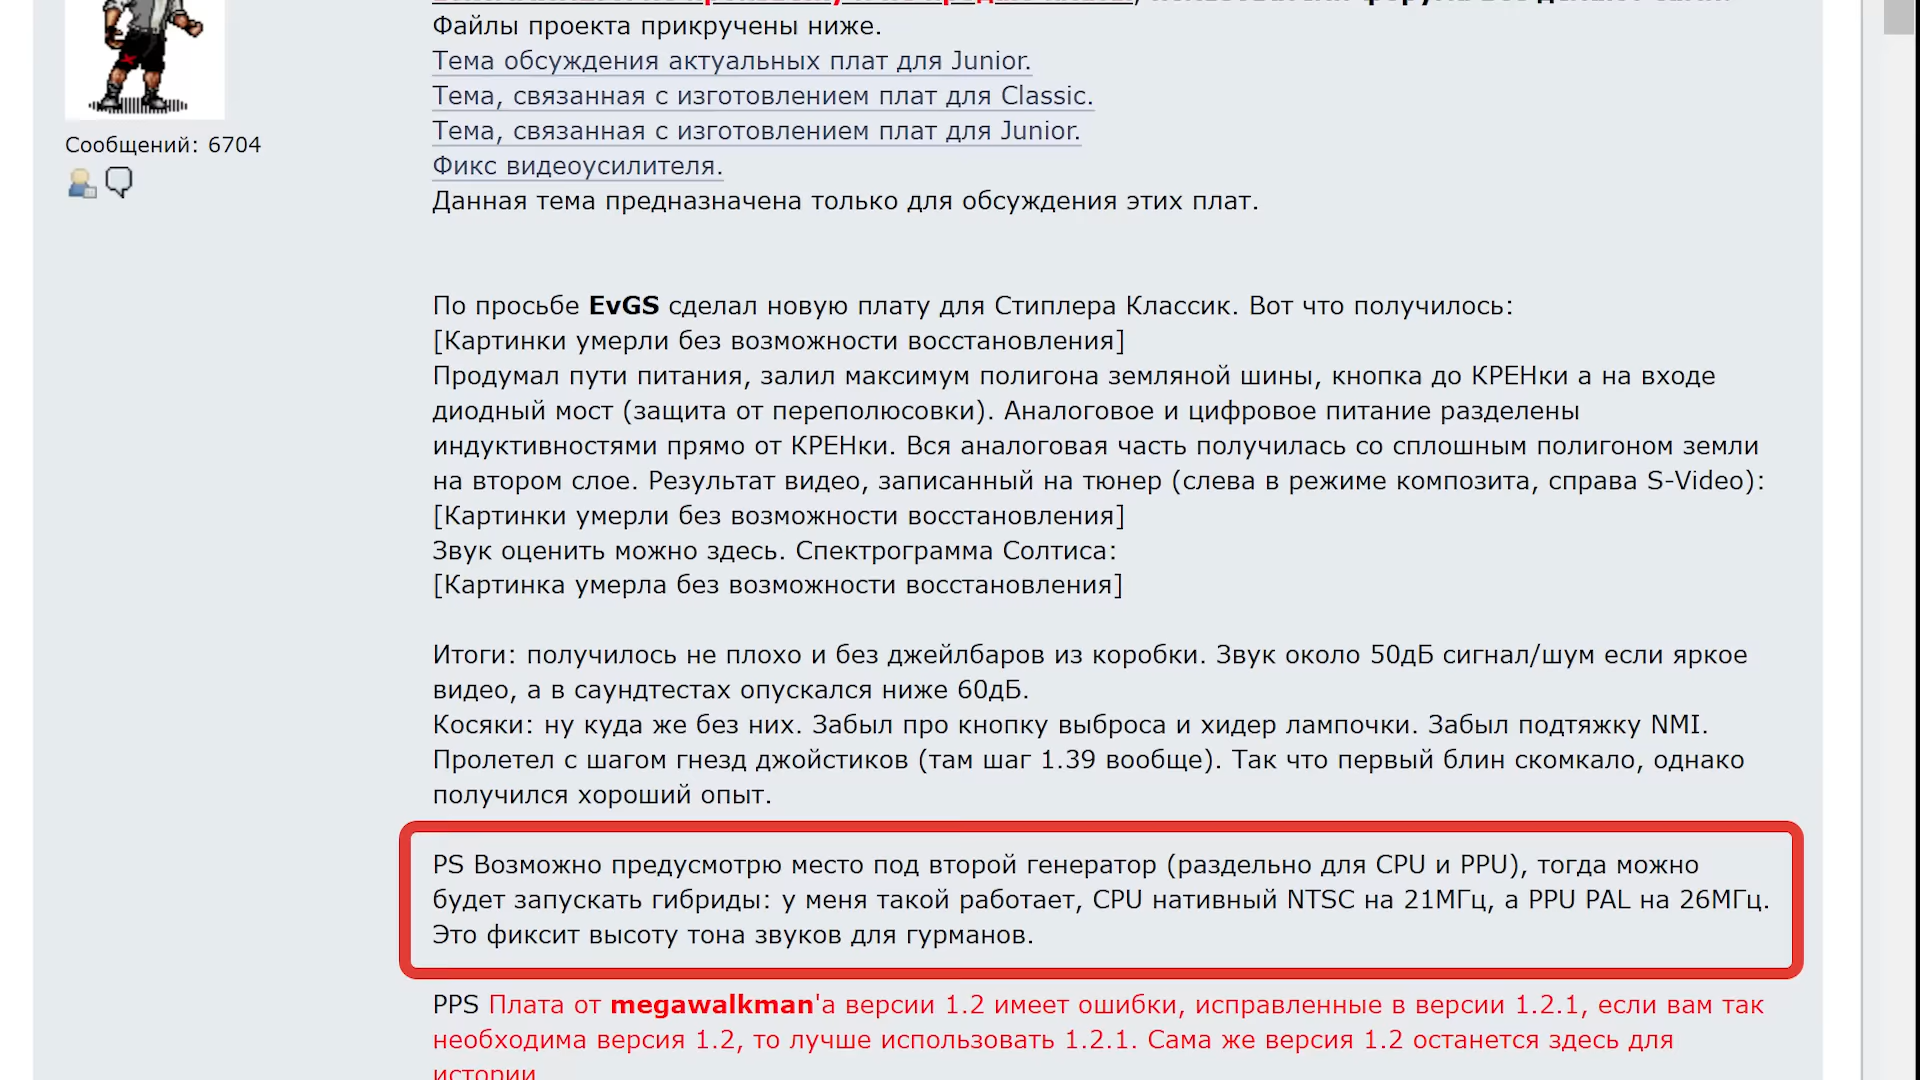 Файлы проекта прикручены ниже.
Тема обсуждения актуальных плат для Junior.
Тема, связанная с изготовлением плат для Classic.
Тема, связанная с изготовлением плат для Junior.
Сообщений: 6704
Фикс видеоусилителя.
Данная тема предназначена только для обсуждения этих плат.
По просьбе EvGS сделал новую плату для Стиплера Классик. Вот что получилось:
[Картинки умерли без возможности восстановления]
Продумал пути питания, залил максимум полигона земляной шины, кнопка до КРЕНки а на входе
диодный мост (защита от переполюсовки). Аналоговое и цифровое питание разделены
индуктивностями прямо от КРЕНки. Вся аналоговая часть получилась со сплошным полигоном земли
на втором слое. Результат видео, записанный на тюнер (слева в режиме композита, справа S-Video):
[Картинки умерли без возможности восстановления]
Звук оценить можно здесь. Спектрограмма Солтиса:
[Картинка умерла без возможности восстановления]
Итоги: получилось не плохо и без джейлбаров из коробки. Звук около 50дБ сигнал/шум если яркое
видео, а в саундтестах опускался ниже 60дБ.
Косяки: ну куда же без них. Забыл про кнопку выброса и хидер лампочки. Забыл подтяжку NMI.
Пролетел с шагом гнезд джойстиков (там шаг 1.39 вообще). Так что первый блин скомкало, однако
получился хороший опыт.
PS Возможно предусмотрю место под второй генератор (раздельно для CPU и PPU), тогда можно
будет запускать гибриды: у меня такой работает, CPU нативный NTSC на 21МГц, а PPU PAL на 26МГц.
Это фиксит высоту тона звуков для гурманов.
PPS Плата от megawalkman'а версии 1.2 имеет ошибки, исправленные в версии 1.2.1, если вам так
необходима версия 1.2, то лучше использовать 1.2.1. Сама же версия 1.2 останется здесь для
истории.